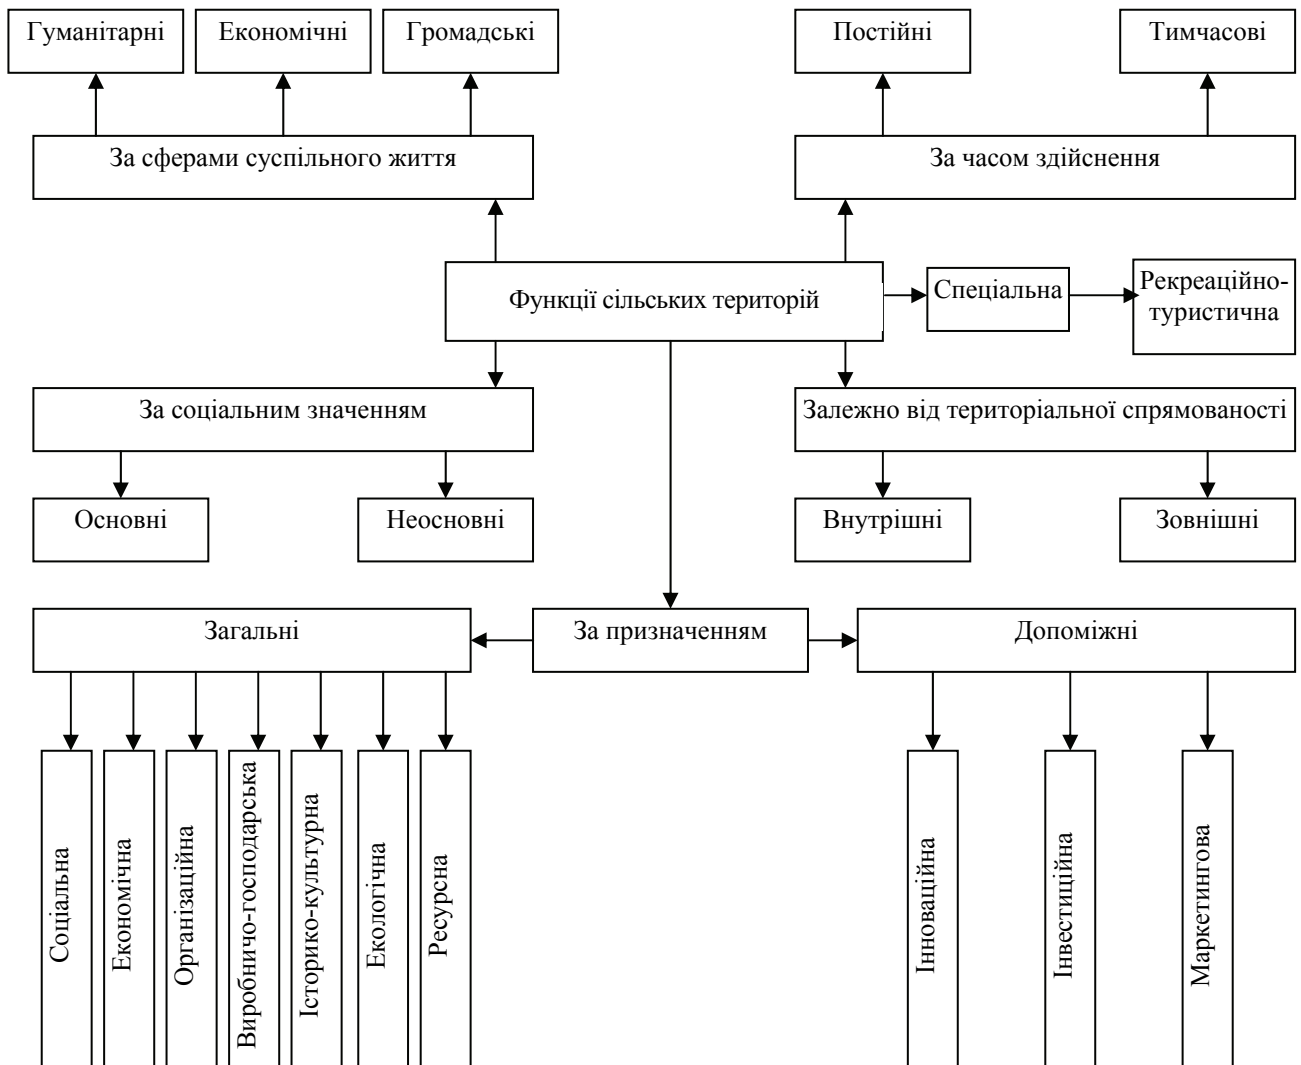 Гуманітарні
Економічні
Громадські
Постійні
Тимчасові
За сферами суспільного життя
За часом здійснення
Функції сільських територій
Спеціальна
Рекреаційно-
туристична
За соціальним значенням
Залежно від територіальної спрямованості
Основні
Неосновні
Внутрішні
Зовнішні
Загальні
За призначенням
Допоміжні
Соціальна
Економічна
Організаційна
Виробничо-господарська
Історико-культурна
Екологічна
Ресурсна
Інноваційна
Інвестиційна
Маркетингова